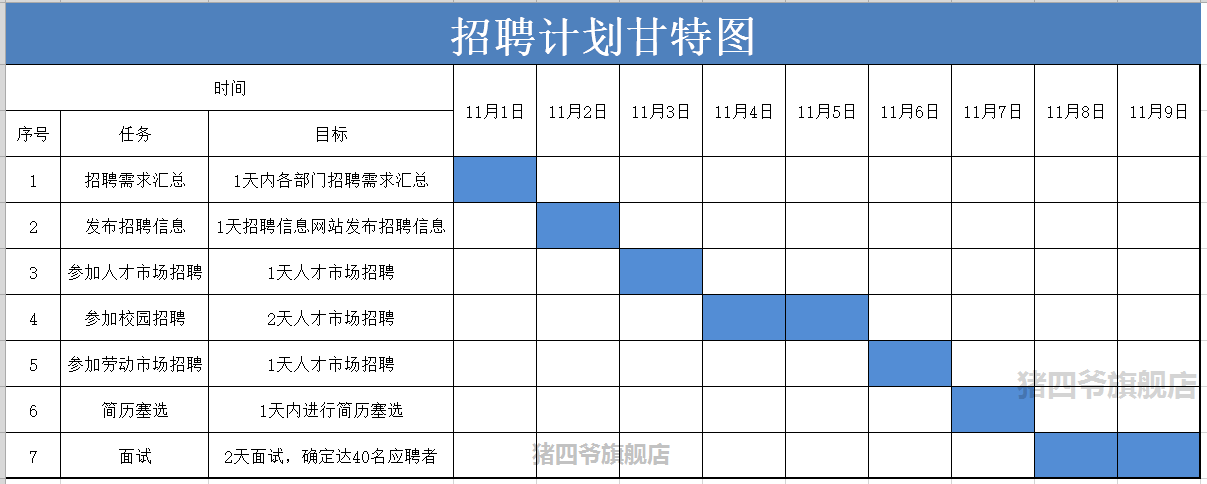 招聘计划甘特图
时间 11月1日 11月2日 11月3日 11月4日 11月5日 11月6日 11月7日 11月8日 11月9日
序号 任务 目标
1 招聘需求汇总 1天内各部门招聘需求汇总
2 发布招聘信息 1天招聘信息网站发布招聘信息
3 参加人才市场招聘 1天人才市场招聘
4 参加校园招聘 2天人才市场招聘
5 参加劳动市场招聘 1天人才市场招聘
猪四爷旗舰店
6 简历塞选 1天内进行简历塞选
7 面试 2天面试，确定达40名应聘者
猪四爷旗舰店